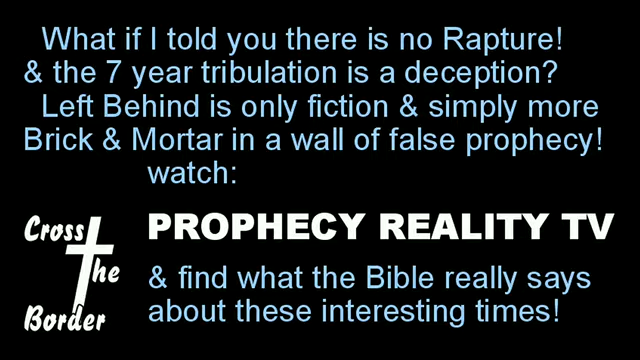 What if I told you there is no Rapture!
& the 7 year tribulation is a deception?
Left Behind is only fiction & simply more
Brick & Mortar in a wall of false prophecy!
watch:
Cross
the
Border
PROPHECY REALITY TV
& find what the Bible really says
about these interesting times!